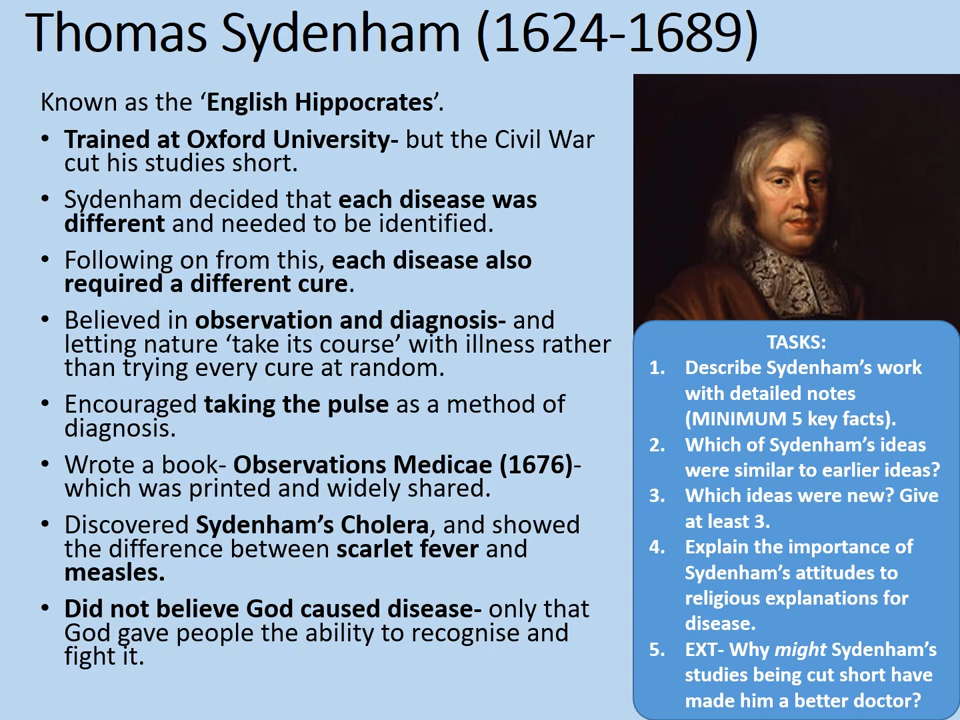 Thomas Sydenham (1624-1689)
Known as the ‘English Hippocrates’.
• Trained at Oxford University- but the Civil War
cut his studies short.
• Sydenham decided that each disease was
different and needed to be identified.
• Following on from this, each disease also
required a different cure.
• Believed in observation and diagnosis- and
letting nature ‘take its course’ with illness rather
than trying every cure at random.
• Encouraged taking the pulse as a method of
diagnosis.
• Wrote a book- Observations Medicae (1676)-
which was printed and widely shared.
• Discovered Sydenham’s Cholera, and showed
the difference between scarlet fever and
measles.
• Did not believe God caused disease- only that
God gave people the ability to recognise and
fight it.
TASKS:
1. Describe Sydenham’s work
with detailed notes
(MINIMUM 5 key facts).
2. Which of Sydenham’s ideas
were similar to earlier ideas?
3. Which ideas were new? Give
at least 3.
4. Explain the importance of
Sydenham’s attitudes to
religious explanations for
disease.
5. EXT- Why might Sydenham’s
studies being cut short have
made him a better doctor?